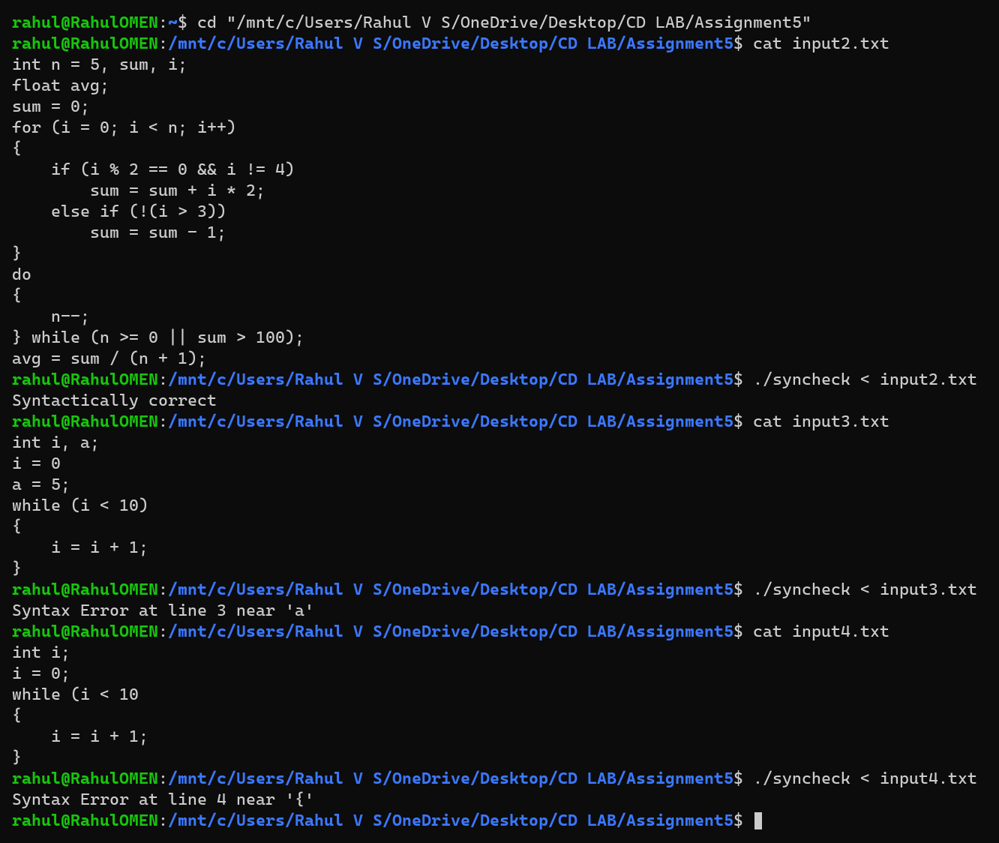 rahul@RahulOMEN:~$ cd "/mnt/c/Users/Rahul V S/OneDrive/Desktop/CD LAB/Assignment5"
rahul@RahulOMEN:/mnt/c/Users/Rahul V S/OneDrive/Desktop/CD LAB/Assignment5$ cat input2.txt
int n = 5, sum, i;
float avg;
sum = 0;
for (i = 0; i < n; i++)
{
    if (i % 2 == 0 && i != 4)
        sum = sum + i * 2;
    else if (!(i > 3))
        sum = sum - 1;
}
do
{
    n--;
} while (n >= 0 || sum > 100);
avg = sum / (n + 1);
rahul@RahulOMEN:/mnt/c/Users/Rahul V S/OneDrive/Desktop/CD LAB/Assignment5$ ./syncheck < input2.txt
Syntactically correct
rahul@RahulOMEN:/mnt/c/Users/Rahul V S/OneDrive/Desktop/CD LAB/Assignment5$ cat input3.txt
int i, a;
i = 0
a = 5;
while (i < 10)
{
    i = i + 1;
}
rahul@RahulOMEN:/mnt/c/Users/Rahul V S/OneDrive/Desktop/CD LAB/Assignment5$ ./syncheck < input3.txt
Syntax Error at line 3 near 'a'
rahul@RahulOMEN:/mnt/c/Users/Rahul V S/OneDrive/Desktop/CD LAB/Assignment5$ cat input4.txt
int i;
i = 0;
while (i < 10
{
    i = i + 1;
}
rahul@RahulOMEN:/mnt/c/Users/Rahul V S/OneDrive/Desktop/CD LAB/Assignment5$ ./syncheck < input4.txt
Syntax Error at line 4 near '{'
rahul@RahulOMEN:/mnt/c/Users/Rahul V S/OneDrive/Desktop/CD LAB/Assignment5$